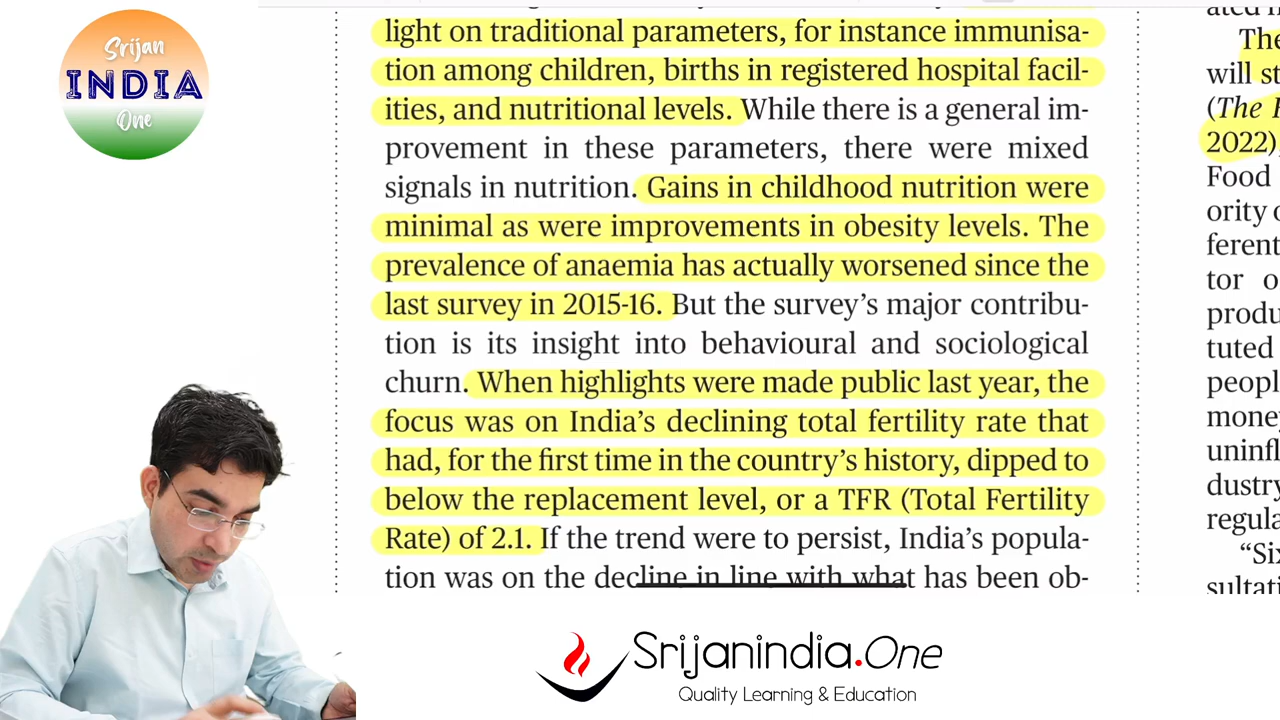 Srijan
INDIA
One
light on traditional parameters, for instance immunisa-
tion among children, births in registered hospital facil-
ities, and nutritional levels. While there is a general im-
provement in these parameters, there were mixed
signals in nutrition. Gains in childhood nutrition were
minimal as were improvements in obesity levels. The
prevalence of anaemia has actually worsened since the
last survey in 2015-16. But the survey's major contribu-
tion is its insight into behavioural and sociological
churn. When highlights were made public last year, the
focus was on India's declining total fertility rate that
had, for the first time in the country's history, dipped to
below the replacement level, or a TFR (Total Fertility
Rate) of 2.1. If the trend were to persist, India's popula-
tion was on the decline in line with what has been ob-
The
will st
(The
2022),
Food
ority
ferent
tor o
produ
tuted
people
money
uninfl
dustry
regula
“Six
sultati
Srijanindia.One
Quality Learning & Education